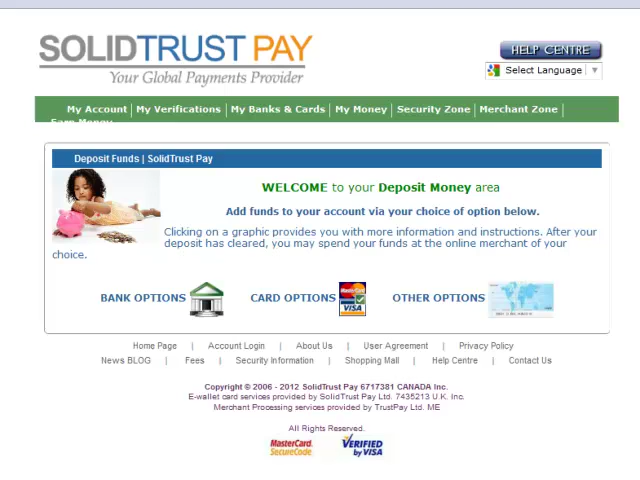 SOLIDTRUST PAY
Your Global Payments Provider
HELP CENTRE
Select Language ▼
My Account | My Verifications | My Banks & Cards | My Money | Security Zone | Merchant Zone |
Earn Money
Deposit Funds | SolidTrust Pay
WELCOME to your Deposit Money area
Add funds to your account via your choice of option below.
Clicking on a graphic provides you with more information and instructions. After your
deposit has cleared, you may spend your funds at the online merchant of your
choice.
BANK OPTIONS
CARD OPTIONS
MasterCard
VISA
OTHER OPTIONS
Home Page | Account Login | About Us | User Agreement | Privacy Policy
News BLOG | Fees | Security Information | Shopping Mall | Help Centre | Contact Us
Copyright © 2006 - 2012 SolidTrust Pay 6717381 CANADA Inc.
E-wallet card services provided by SolidTrust Pay Ltd. 7435213 U.K. Inc.
Merchant Processing services provided by TrustPay Ltd. ME
All Rights Reserved.
MasterCard.
SecureCode
VERIFIED
by VISA